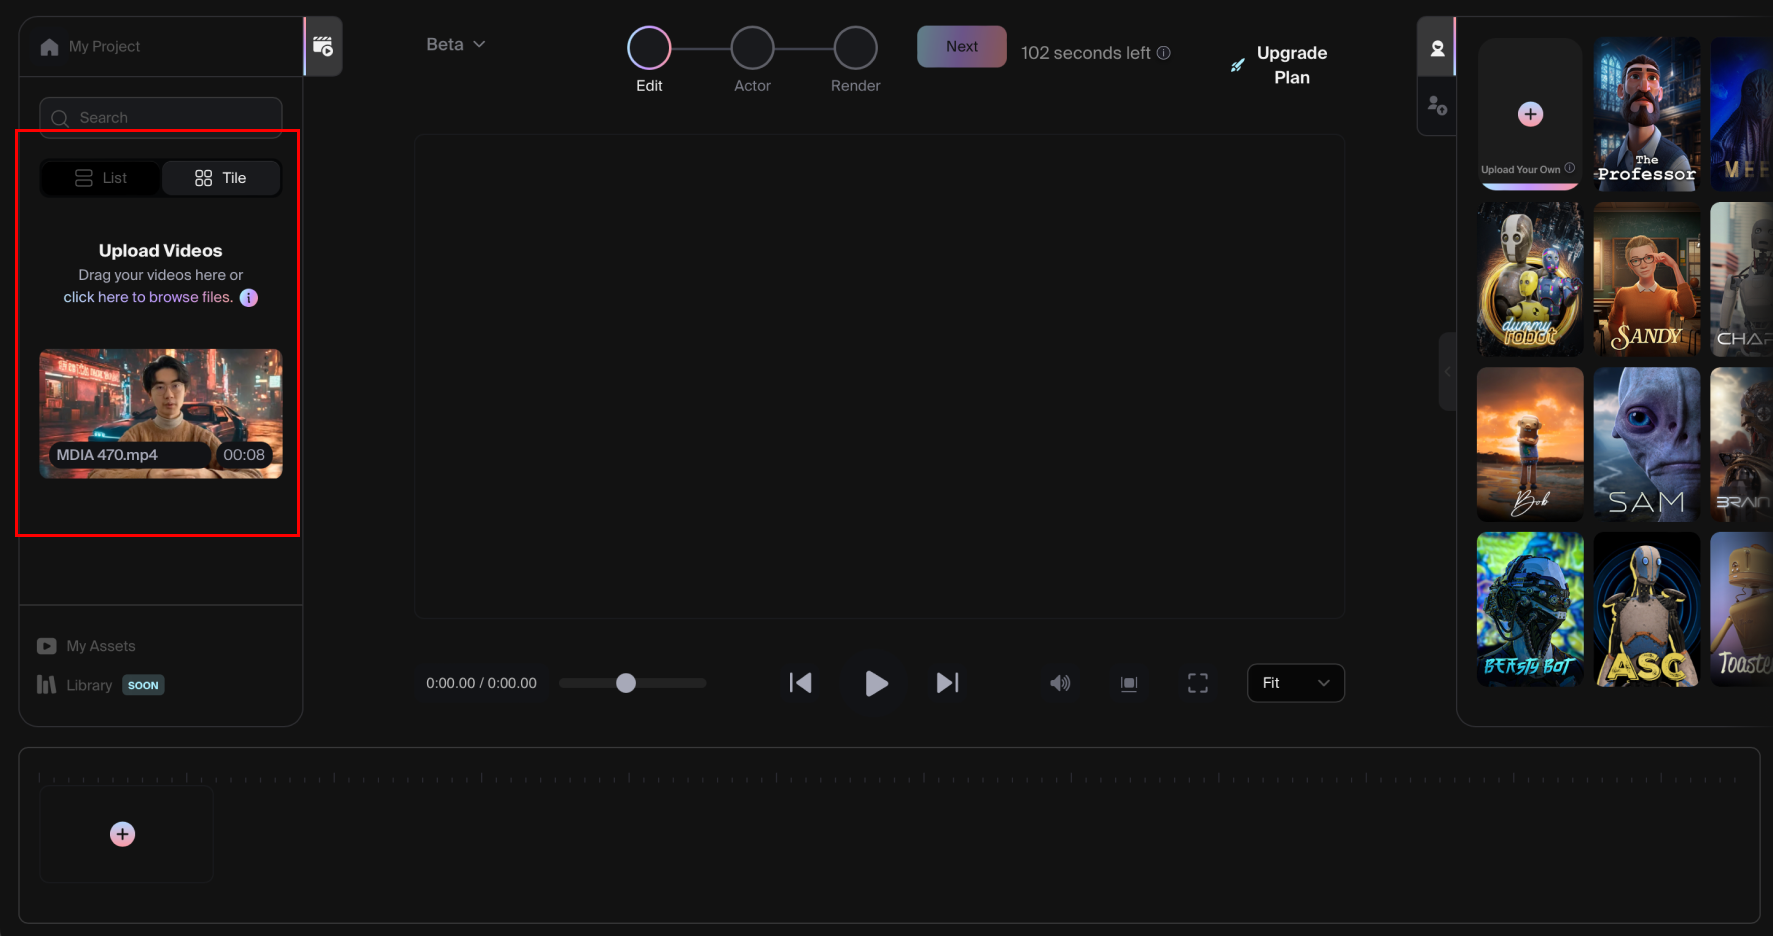 My Project
Search
List
Tile
Upload Videos
Drag your videos here or
click here to browse files.
MDIA 470.mp4
00:08
My Assets
Library
SOON
Beta
Edit
Actor
Render
Next
102 seconds left
Upgrade
Plan
0:00.00 / 0:00.00
Fit
Upload Your Own
The
Professor
MEE
dummy
robot
SANDY
CHAR
Bob
SAM
BRAIN
BEASTY BOT
ASC
Toaste